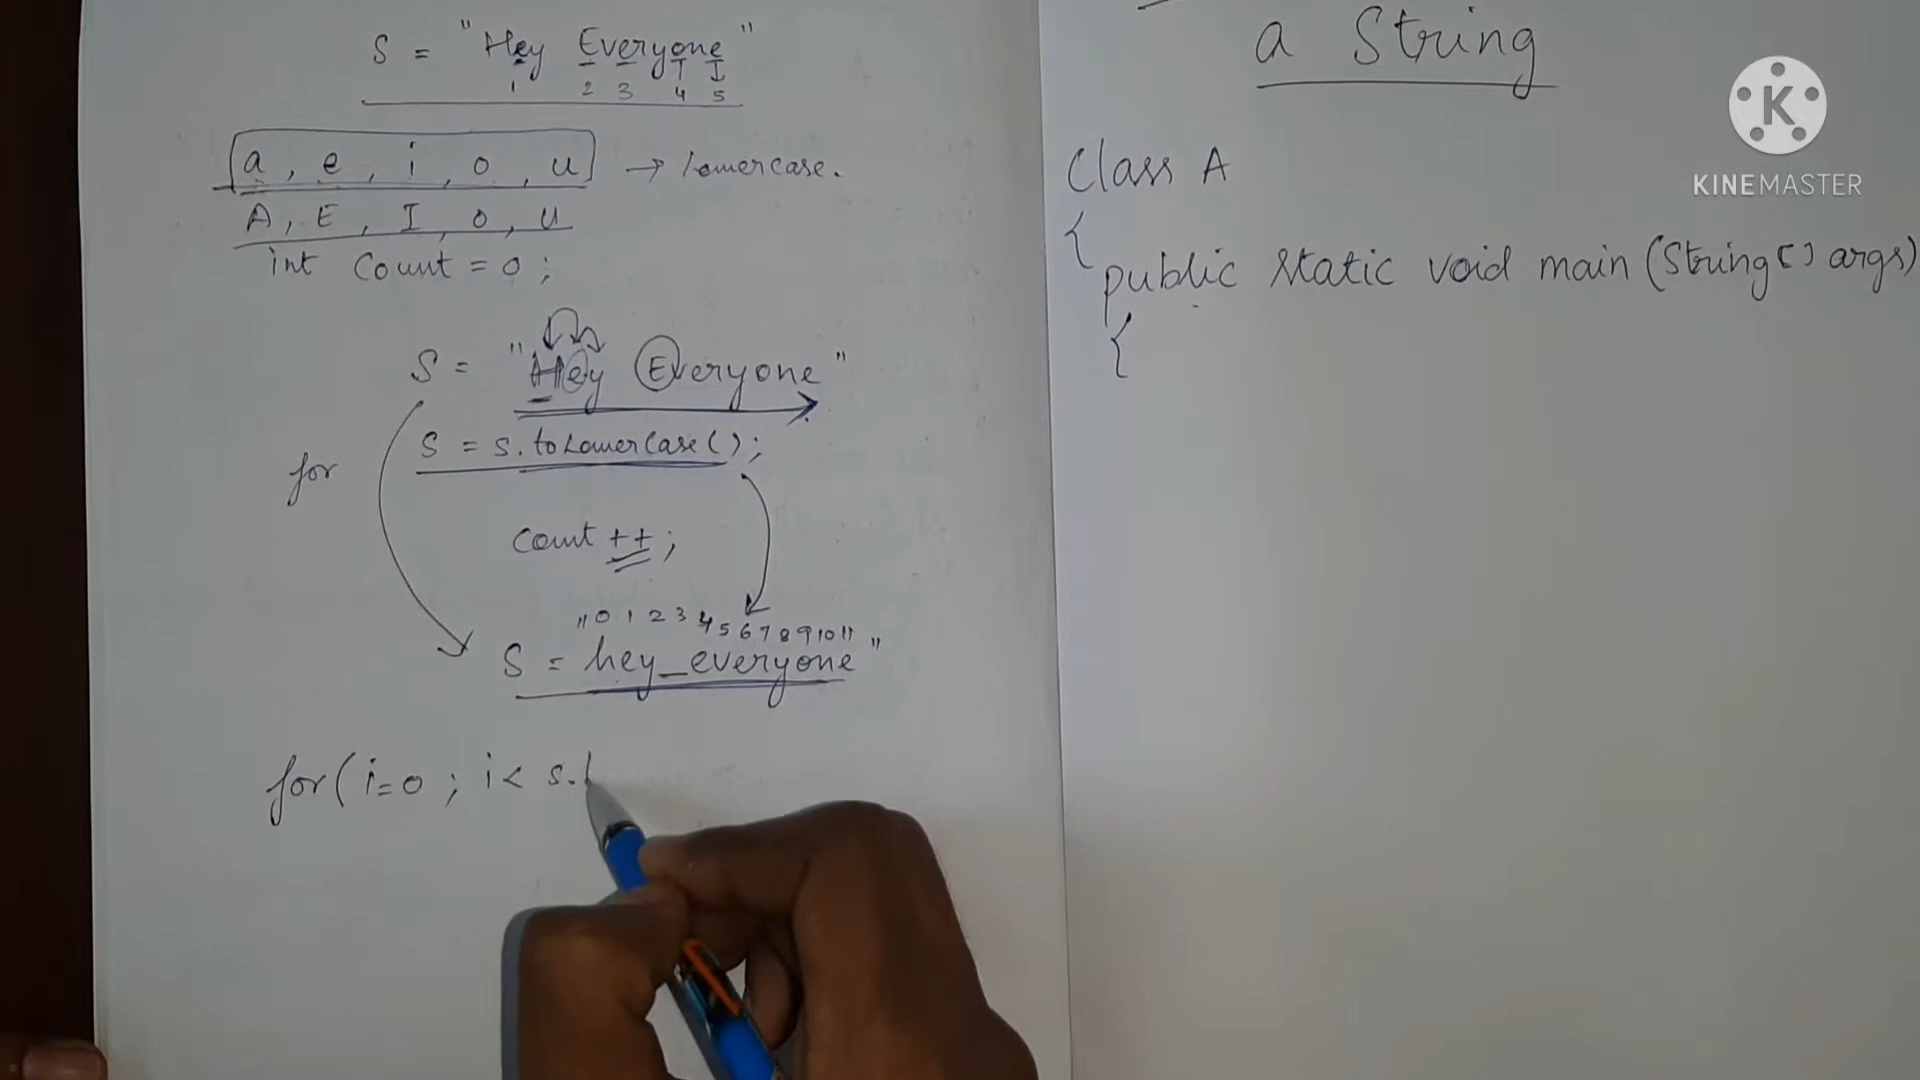 S = "Hey Everyone"
1 2 3 4 5
a, e, i, o, u → lowercase.
A, E, I, O, U
int Count = 0 ;
S = "Hey Everyone"
S = s.toLowerCase();
for
Count ++ ;
" 0 1 2 3 4 5 6 7 8 9 10 11
S = hey_everyone"
for( i=0 ; i< s.l
a String
Class A
{
public static void main (String[] args)
{
K
KINEMASTER